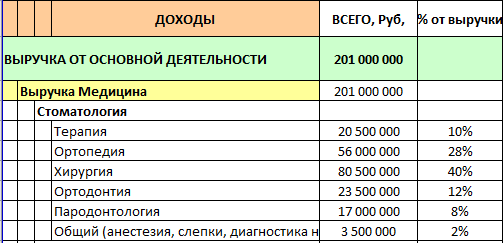 ДОХОДЫ ВСЕГО, Руб, % от выручки
ВЫРУЧКА ОТ ОСНОВНОЙ ДЕЯТЕЛЬНОСТИ 201 000 000
Выручка Медицина 201 000 000
Стоматология
Терапия 20 500 000 10%
Ортопедия 56 000 000 28%
Хирургия 80 500 000 40%
Ортодонтия 23 500 000 12%
Пародонтология 17 000 000 8%
Общий (анестезия, слепки, диагностика н 3 500 000 2%